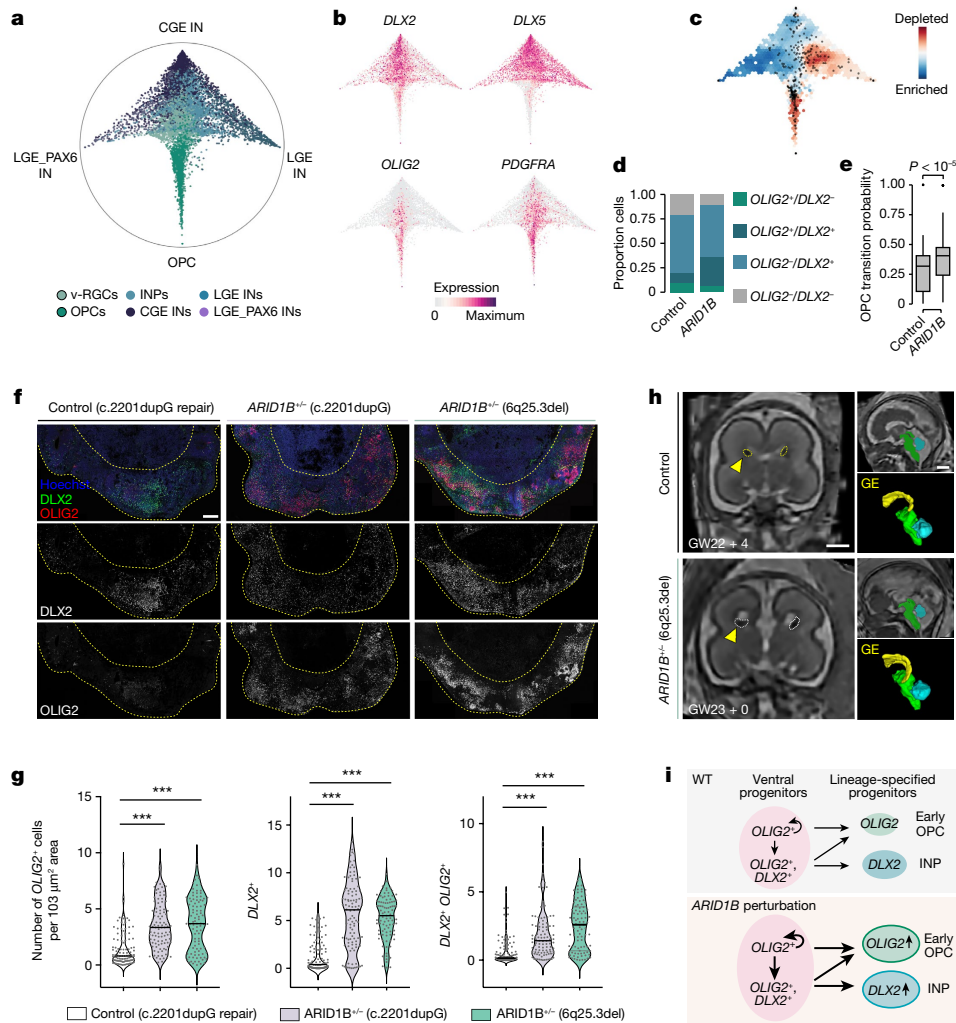 a
CGE IN
LGE_PAX6
IN
LGE
IN
OPC
v-RGCs
INPs
LGE INs
OPCs
CGE INs
LGE_PAX6 INs
b
DLX2
DLX5
OLIG2
PDGFRA
Expression
0
Maximum
c
Depleted
Enriched
d
Proportion cells
1.00
0.75
0.50
0.25
0
Control
ARID1B
OLIG2⁺/DLX2⁻
OLIG2⁺/DLX2⁺
OLIG2⁻/DLX2⁺
OLIG2⁻/DLX2⁻
e
P < 10⁻⁵
OPC transition probability
1.00
0.75
0.50
0.25
0
Control
ARID1B
f
Control (c.2201dupG repair)
ARID1B⁺/⁻ (c.2201dupG)
ARID1B⁺/⁻ (6q25.3del)
Hoechst
DLX2
OLIG2
DLX2
OLIG2
g
Number of OLIG2⁺ cells
per 103 μm² area
15
10
5
0
***
***
DLX2⁺
15
10
5
0
***
***
DLX2⁺ OLIG2⁺
10
5
0
***
***
Control (c.2201dupG repair)
ARID1B⁺/⁻ (c.2201dupG)
ARID1B⁺/⁻ (6q25.3del)
h
Control
GW22 + 4
GE
ARID1B⁺/⁻ (6q25.3del)
GW23 + 0
GE
i
WT
Ventral
progenitors
Lineage-specified
progenitors
OLIG2⁺
OLIG2⁺,
DLX2⁺
OLIG2
Early
OPC
DLX2
INP
ARID1B perturbation
OLIG2⁺
OLIG2⁺,
DLX2⁺
OLIG2
Early
OPC
DLX2
INP